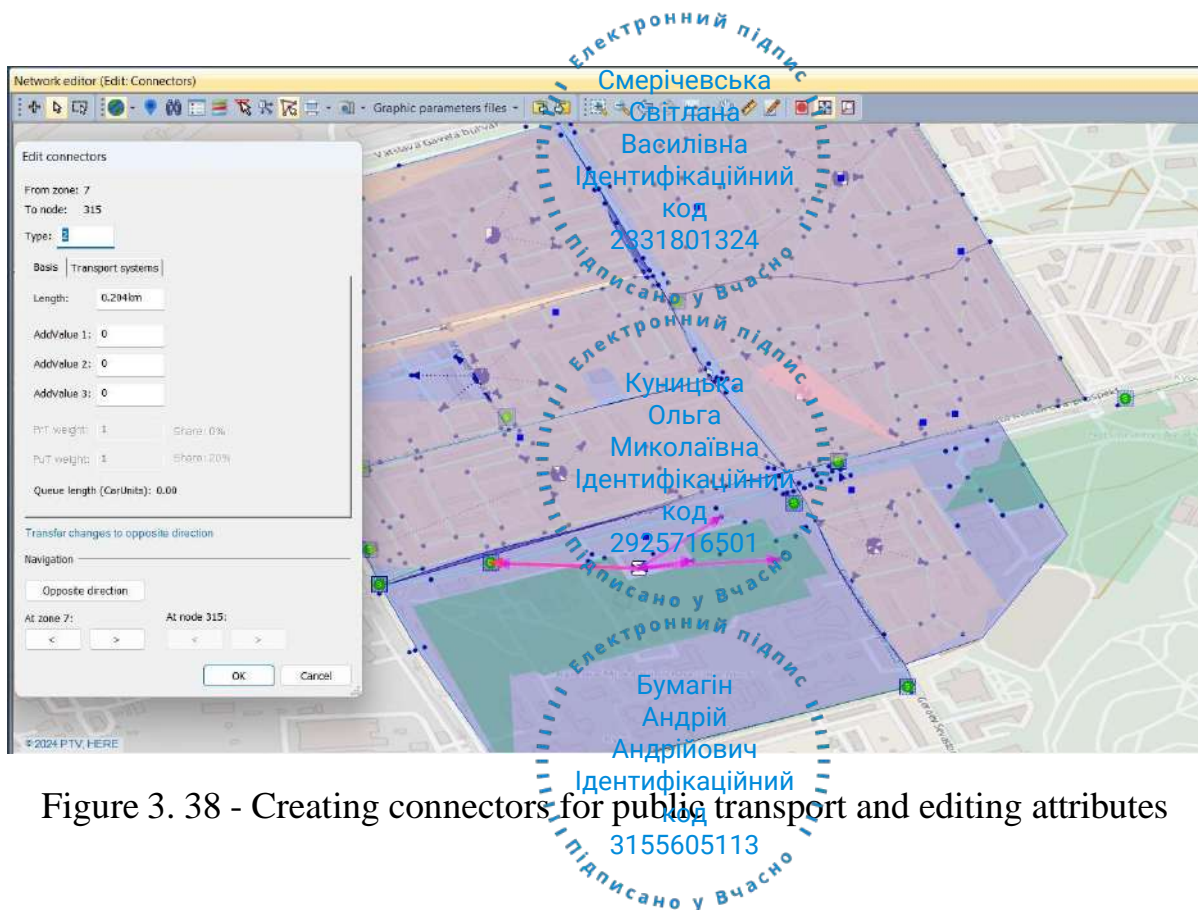 Network editor (Edit: Connectors)
Graphic parameters files
Edit connectors
From zone: 7
To node: 315
Type: 2
Basis
Transport systems
Length: 0.204km
AddValue 1: 0
AddValue 2: 0
AddValue 3: 0
PrT weight: 1 Share: 0%
PuT weight: 1 Share: 20%
Queue length (CarUnits): 0.00
Transfer changes to opposite direction
Navigation
Opposite direction
At zone 7: At node 315:
< > < >
OK Cancel
© 2024 PTV, HERE
Електронний підпис
Смерічевська
Світлана
Василівна
Ідентифікаційний
код
2331801324
Підписано у Вчасно
Електронний підпис
Куницька
Ольга
Миколаївна
Ідентифікаційний
код
2925716501
Підписано у Вчасно
Електронний підпис
Бумагін
Андрій
Андрійович
Ідентифікаційний
код
3155605113
Підписано у Вчасно
Figure 3. 38 - Creating connectors for public transport and editing attributes